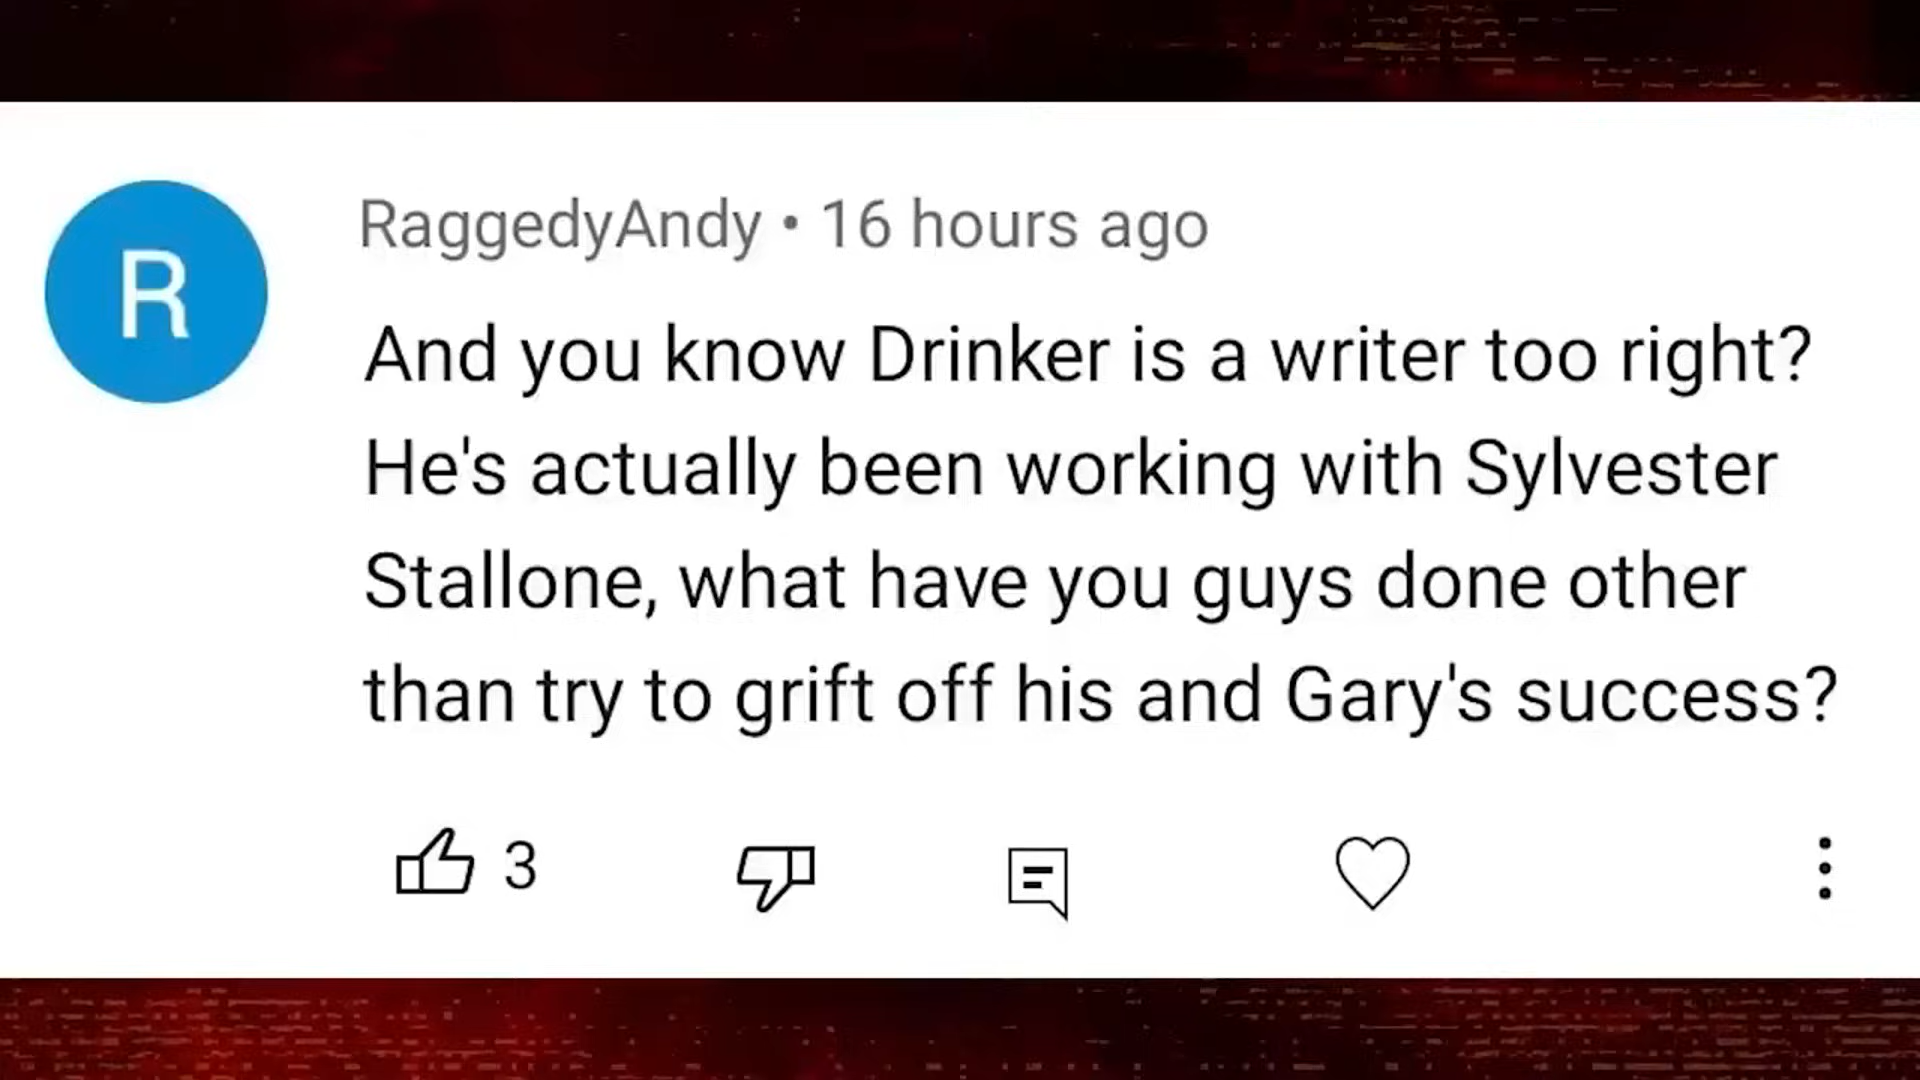 R
RaggedyAndy • 16 hours ago
And you know Drinker is a writer too right?
He's actually been working with Sylvester
Stallone, what have you guys done other
than try to grift off his and Gary's success?
3